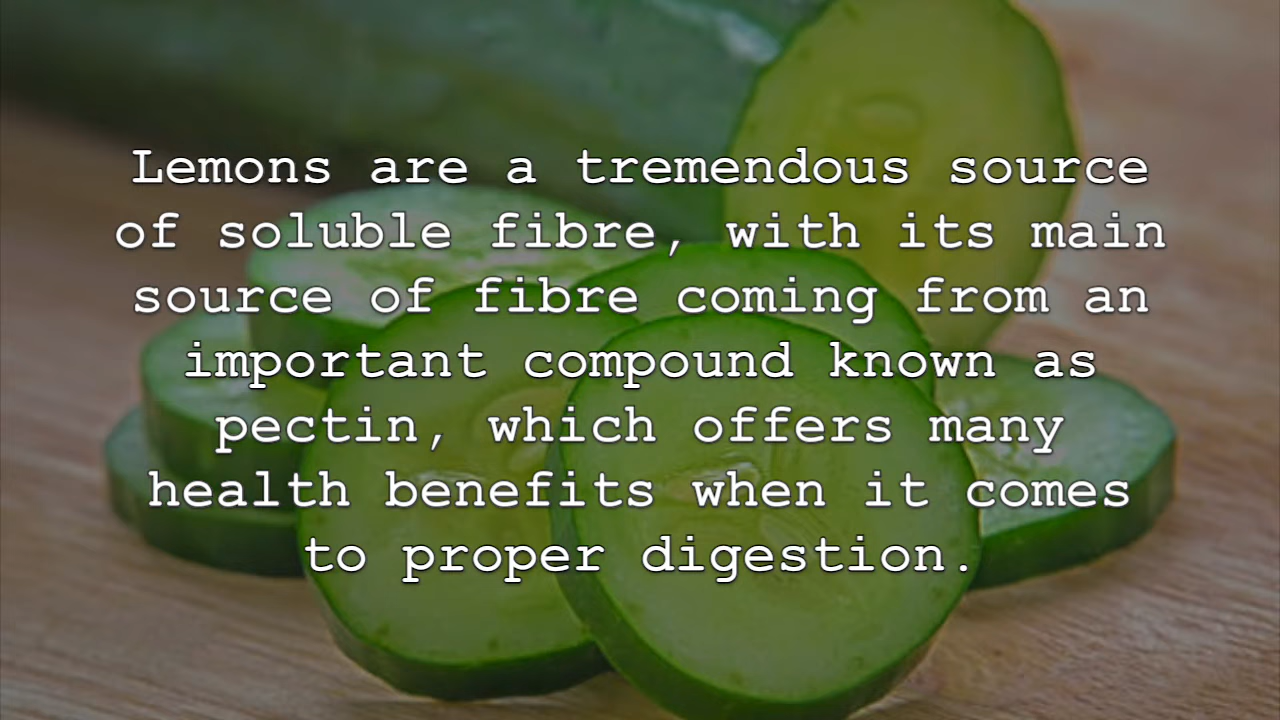 Lemons are a tremendous source
of soluble fibre, with its main
source of fibre coming from an
important compound known as
pectin, which offers many
health benefits when it comes
to proper digestion.